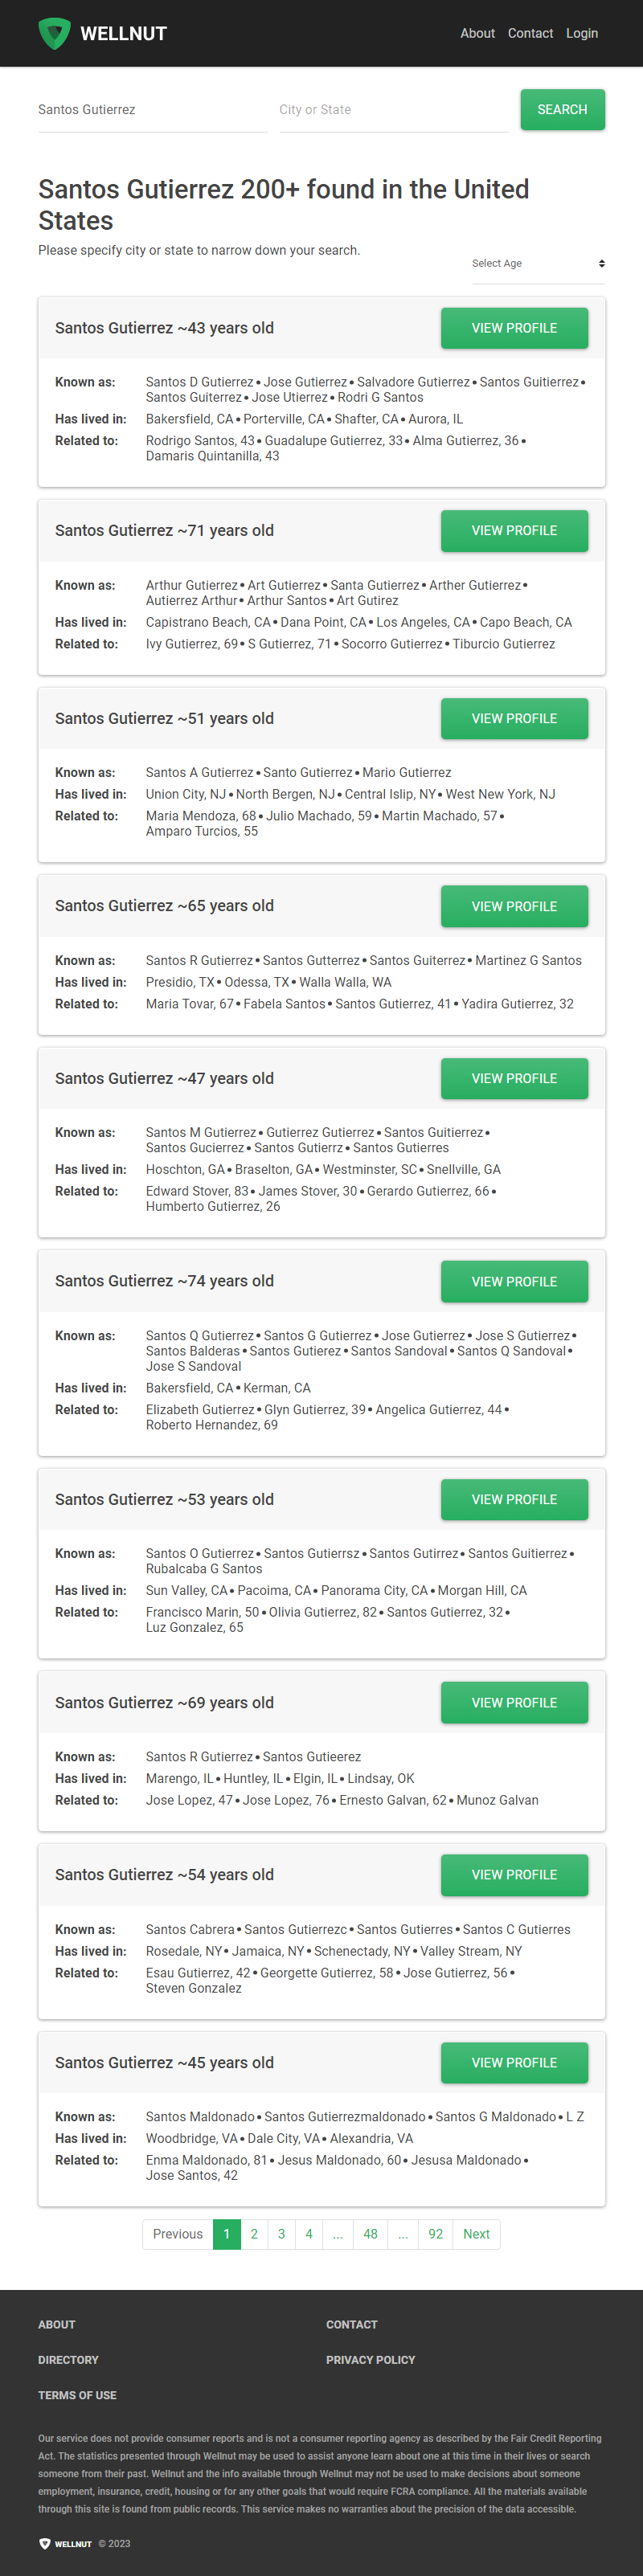 WELLNUT
About Contact Login
Santos Gutierrez
City or State
SEARCH
Santos Gutierrez 200+ found in the United
States
Please specify city or state to narrow down your search.
Select Age
Santos Gutierrez ~43 years old
VIEW PROFILE
Known as: Santos D Gutierrez • Jose Gutierrez • Salvadore Gutierrez • Santos Guitierrez •
Santos Guiterrez • Jose Utierrez • Rodri G Santos
Has lived in: Bakersfield, CA • Porterville, CA • Shafter, CA • Aurora, IL
Related to: Rodrigo Santos, 43 • Guadalupe Gutierrez, 33 • Alma Gutierrez, 36 •
Damaris Quintanilla, 43
Santos Gutierrez ~71 years old
VIEW PROFILE
Known as: Arthur Gutierrez • Art Gutierrez • Santa Gutierrez • Arther Gutierrez •
Autierrez Arthur • Arthur Santos • Art Gutirez
Has lived in: Capistrano Beach, CA • Dana Point, CA • Los Angeles, CA • Capo Beach, CA
Related to: Ivy Gutierrez, 69 • S Gutierrez, 71 • Socorro Gutierrez • Tiburcio Gutierrez
Santos Gutierrez ~51 years old
VIEW PROFILE
Known as: Santos A Gutierrez • Santo Gutierrez • Mario Gutierrez
Has lived in: Union City, NJ • North Bergen, NJ • Central Islip, NY • West New York, NJ
Related to: Maria Mendoza, 68 • Julio Machado, 59 • Martin Machado, 57 •
Amparo Turcios, 55
Santos Gutierrez ~65 years old
VIEW PROFILE
Known as: Santos R Gutierrez • Santos Gutterrez • Santos Guiterrez • Martinez G Santos
Has lived in: Presidio, TX • Odessa, TX • Walla Walla, WA
Related to: Maria Tovar, 67 • Fabela Santos • Santos Gutierrez, 41 • Yadira Gutierrez, 32
Santos Gutierrez ~47 years old
VIEW PROFILE
Known as: Santos M Gutierrez • Gutierrez Gutierrez • Santos Guitierrez •
Santos Gucierrez • Santos Gutierrz • Santos Gutierres
Has lived in: Hoschton, GA • Braselton, GA • Westminster, SC • Snellville, GA
Related to: Edward Stover, 83 • James Stover, 30 • Gerardo Gutierrez, 66 •
Humberto Gutierrez, 26
Santos Gutierrez ~74 years old
VIEW PROFILE
Known as: Santos Q Gutierrez • Santos G Gutierrez • Jose Gutierrez • Jose S Gutierrez •
Santos Balderas • Santos Gutierez • Santos Sandoval • Santos Q Sandoval •
Jose S Sandoval
Has lived in: Bakersfield, CA • Kerman, CA
Related to: Elizabeth Gutierrez • Glyn Gutierrez, 39 • Angelica Gutierrez, 44 •
Roberto Hernandez, 69
Santos Gutierrez ~53 years old
VIEW PROFILE
Known as: Santos O Gutierrez • Santos Gutierrsz • Santos Gutirrez • Santos Guitierrez •
Rubalcaba G Santos
Has lived in: Sun Valley, CA • Pacoima, CA • Panorama City, CA • Morgan Hill, CA
Related to: Francisco Marin, 50 • Olivia Gutierrez, 82 • Santos Gutierrez, 32 •
Luz Gonzalez, 65
Santos Gutierrez ~69 years old
VIEW PROFILE
Known as: Santos R Gutierrez • Santos Gutieerez
Has lived in: Marengo, IL • Huntley, IL • Elgin, IL • Lindsay, OK
Related to: Jose Lopez, 47 • Jose Lopez, 76 • Ernesto Galvan, 62 • Munoz Galvan
Santos Gutierrez ~54 years old
VIEW PROFILE
Known as: Santos Cabrera • Santos Gutierrezc • Santos Gutierres • Santos C Gutierres
Has lived in: Rosedale, NY • Jamaica, NY • Schenectady, NY • Valley Stream, NY
Related to: Esau Gutierrez, 42 • Georgette Gutierrez, 58 • Jose Gutierrez, 56 •
Steven Gonzalez
Santos Gutierrez ~45 years old
VIEW PROFILE
Known as: Santos Maldonado • Santos Gutierrezmaldonado • Santos G Maldonado • L Z
Has lived in: Woodbridge, VA • Dale City, VA • Alexandria, VA
Related to: Enma Maldonado, 81 • Jesus Maldonado, 60 • Jesusa Maldonado •
Jose Santos, 42
Previous 1 2 3 4 ... 48 ... 92 Next
ABOUT CONTACT
DIRECTORY PRIVACY POLICY
TERMS OF USE
Our service does not provide consumer reports and is not a consumer reporting agency as described by the Fair Credit Reporting
Act. The statistics presented through Wellnut may be used to assist anyone learn about one at this time in their lives or search
someone from their past. Wellnut and the info available through Wellnut may not be used to make decisions about someone
employment, insurance, credit, housing or for any other goals that would require FCRA compliance. All the materials available
through this site is found from public records. This service makes no warranties about the precision of the data accessible.
WELLNUT © 2023